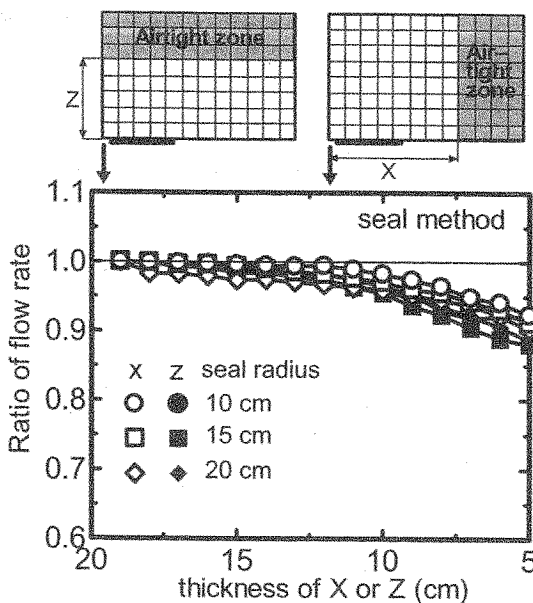 Airtight zone
Z
Air-
tight
zone
X
1.1
seal method
1.0
0.9
0.8
0.7
0.6
Ratio of flow rate
x z seal radius
10 cm
15 cm
20 cm
20 15 10 5
thickness of X or Z (cm)